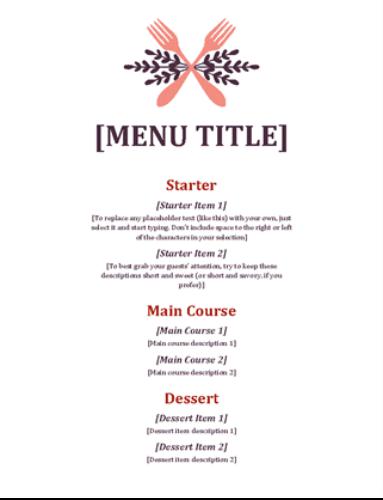 [MENU TITLE]
Starter
[Starter Item 1]
[To replace any placeholder text (like this) with your own, just
select it and start typing. Don't include space to the right or left
of the characters in your selection]
[Starter Item 2]
[To best grab your guests' attention, try to keep these
descriptions short and sweet (or short and savory, if you
prefer)]
Main Course
[Main Course 1]
[Main course description 1]
[Main Course 2]
[Main course description 2]
Dessert
[Dessert Item 1]
[Dessert item description 1]
[Dessert Item 2]
[Dessert item description 2]